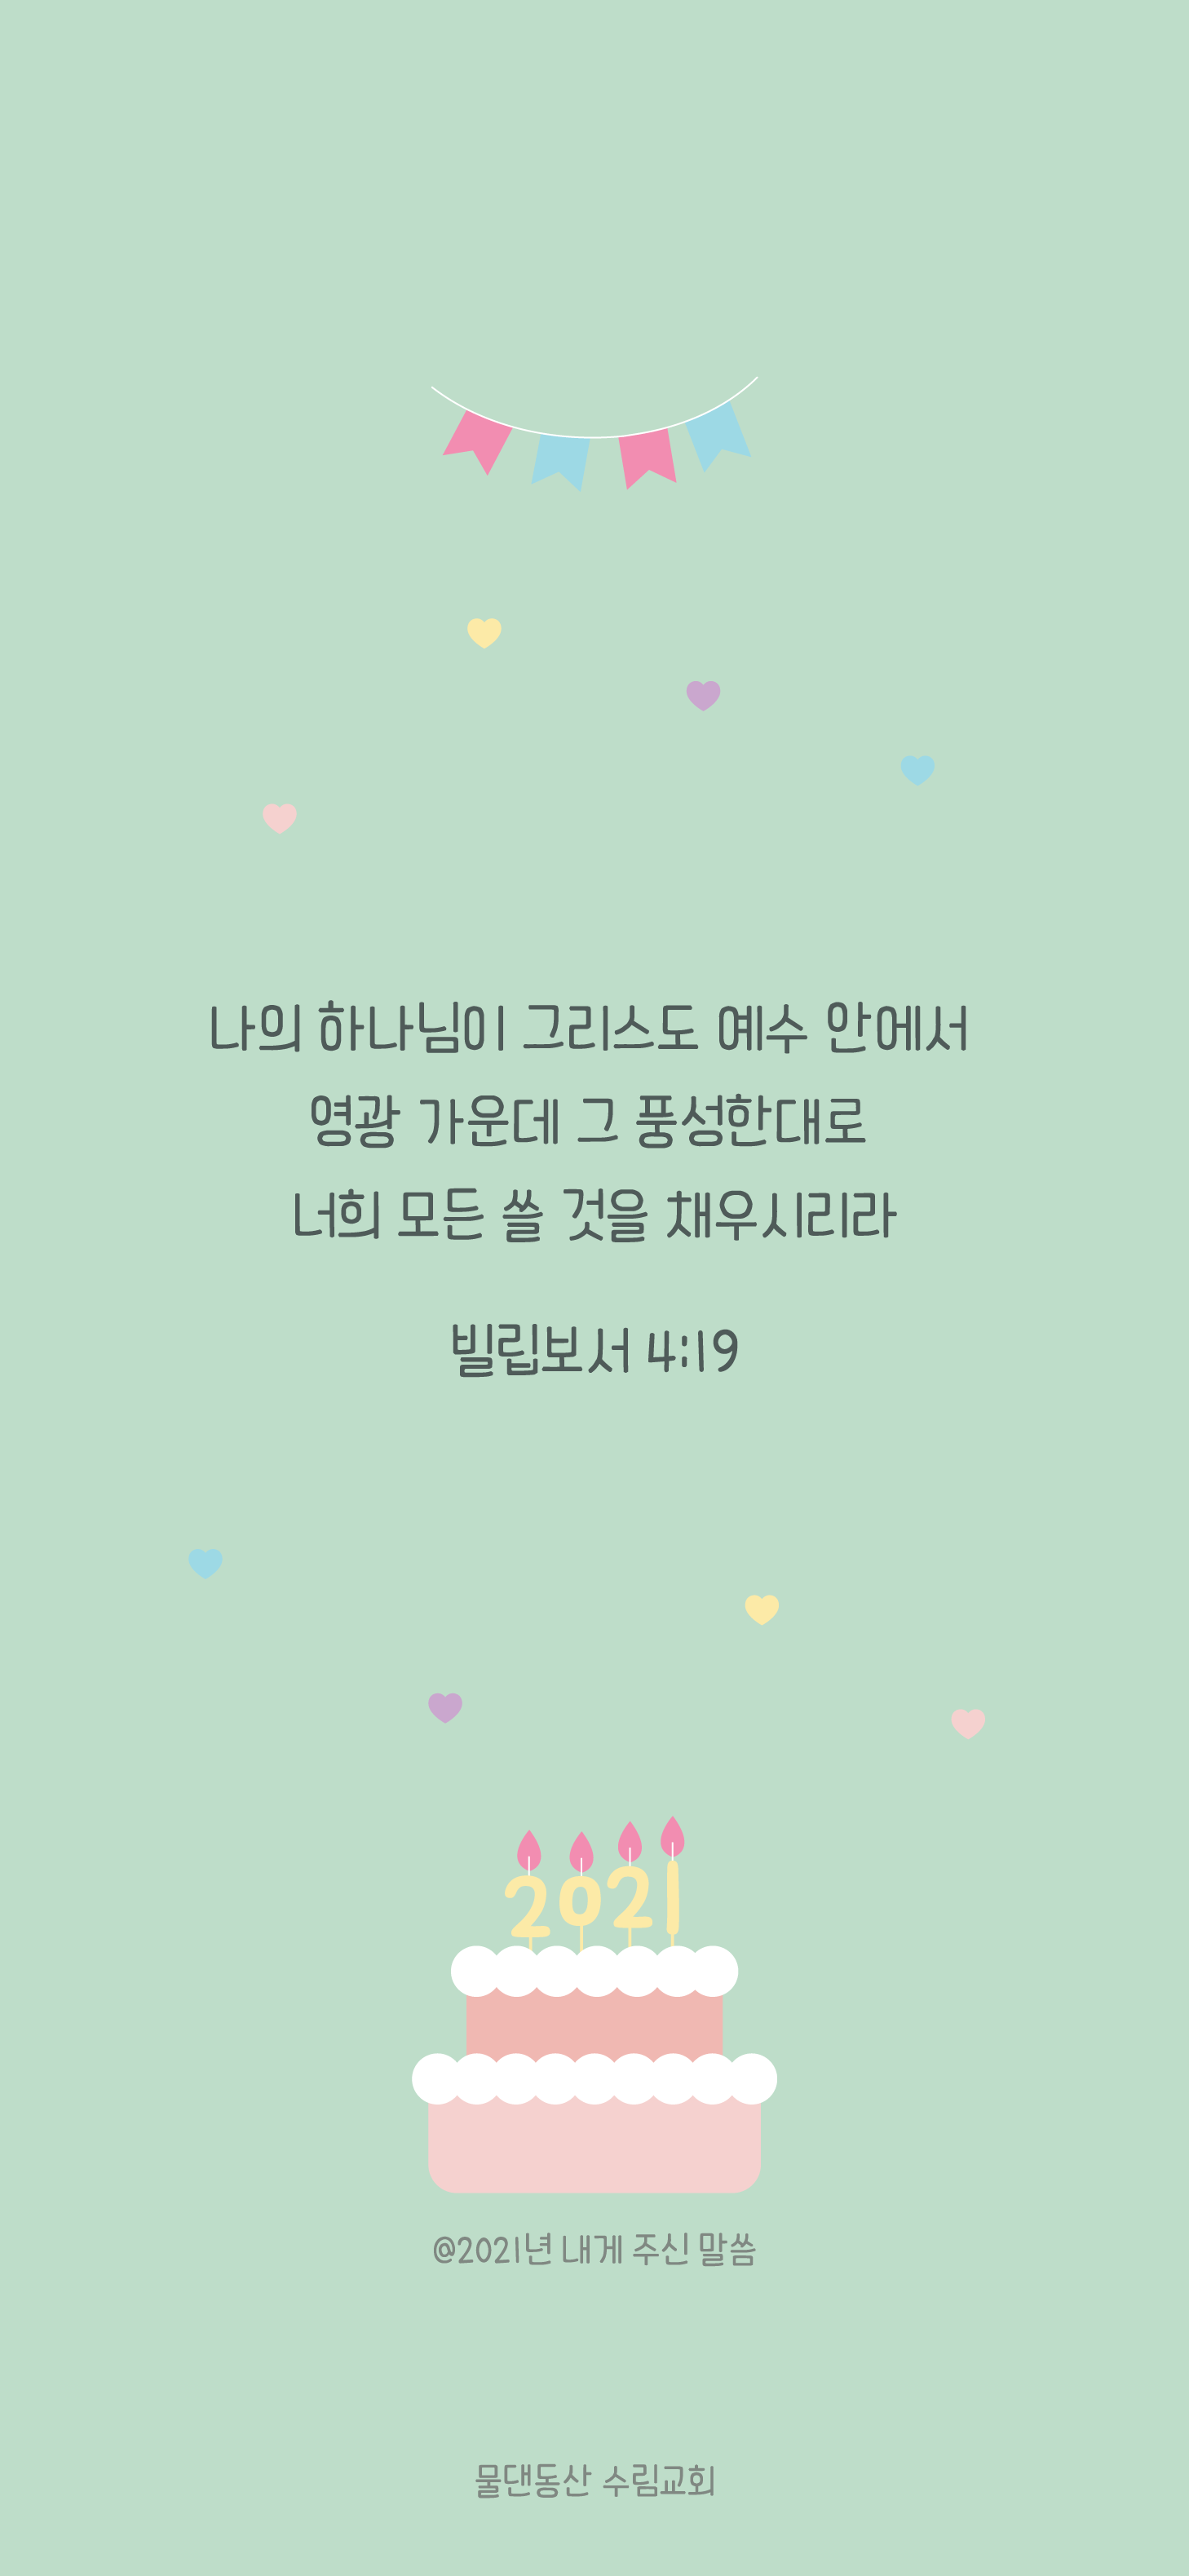 나의 하나님이 그리스도 예수 안에서
영광 가운데 그 풍성한대로
너희 모든 쓸 것을 채우시리라
빌립보서 4:19
2021
@2021년 내게 주신 말씀
물댄동산 수림교회